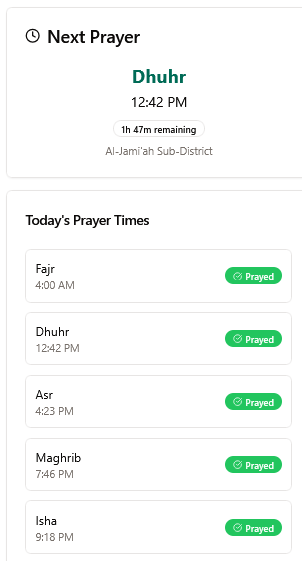 Next Prayer
Dhuhr
12:42 PM
1h 47m remaining
Al-Jami'ah Sub-District
Today's Prayer Times
Fajr
4:00 AM
Prayed
Dhuhr
12:42 PM
Prayed
Asr
4:23 PM
Prayed
Maghrib
7:46 PM
Prayed
Isha
9:18 PM
Prayed